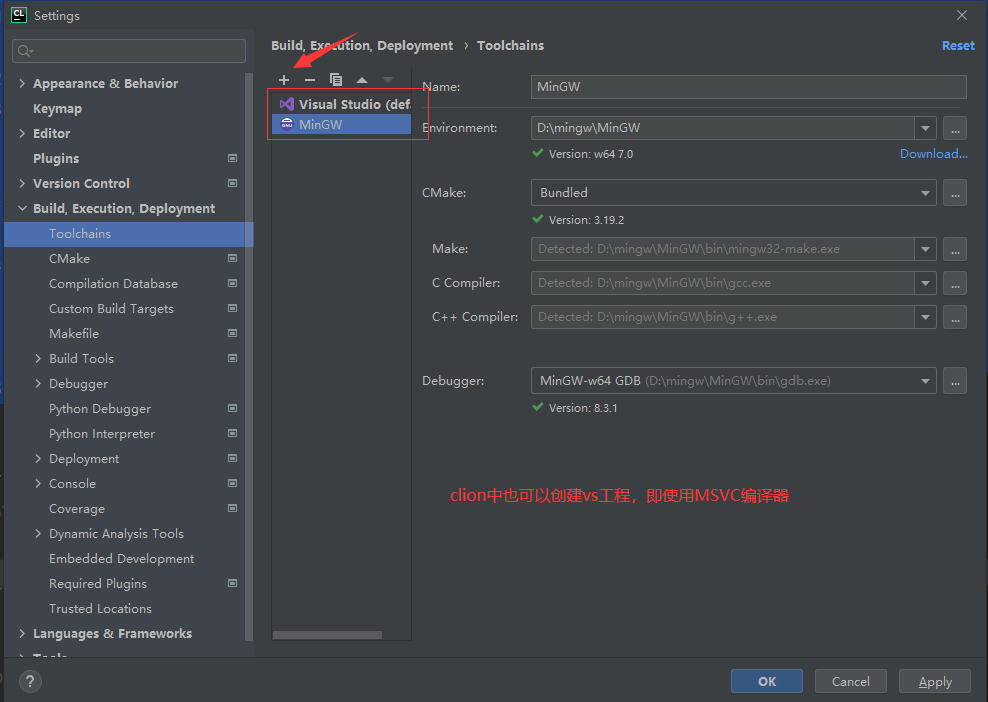 CL Settings
Appearance & Behavior
Keymap
Editor
Plugins
Version Control
Build, Execution, Deployment
Toolchains
CMake
Compilation Database
Custom Build Targets
Makefile
Build Tools
Debugger
Python Debugger
Python Interpreter
Deployment
Console
Coverage
Dynamic Analysis Tools
Embedded Development
Required Plugins
Trusted Locations
Languages & Frameworks
Tools
Build, Execution, Deployment › Toolchains
Reset
Visual Studio (def
MinGW
Name: MinGW
Environment: D:\mingw\MinGW ...
Version: w64 7.0 Download...
CMake: Bundled ...
Version: 3.19.2
Make: Detected: D:\mingw\MinGW\bin\mingw32-make.exe ...
C Compiler: Detected: D:\mingw\MinGW\bin\gcc.exe ...
C++ Compiler: Detected: D:\mingw\MinGW\bin\g++.exe ...
Debugger: MinGW-w64 GDB (D:\mingw\MinGW\bin\gdb.exe) ...
Version: 8.3.1
clion中也可以创建vs工程，即使用MSVC编译器
? OK Cancel Apply